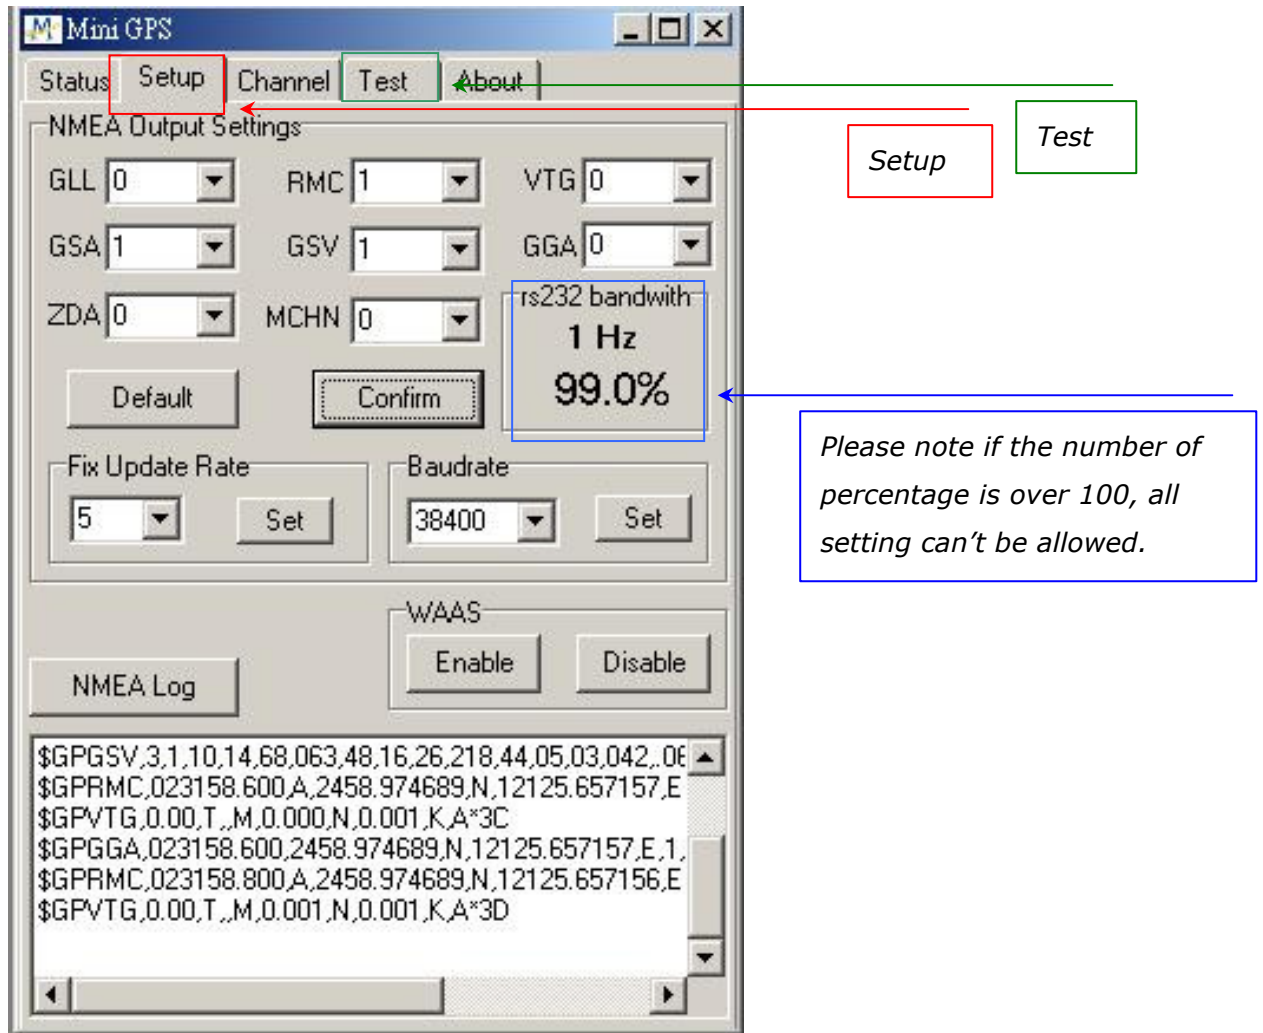 Mini GPS
Status Setup Channel Test About
NMEA Output Settings
GLL 0 RMC 1 VTG 0
GSA 1 GSV 1 GGA 0
ZDA 0 MCHN 0
rs232 bandwith
1 Hz
99.0%
Default Confirm
Fix Update Rate
5 Set
Baudrate
38400 Set
WAAS
Enable Disable
NMEA Log
$GPGSV,3,1,10,14,68,063,48,16,26,218,44,05,03,042,.06
$GPRMC,023158.600,A,2458.974689,N,12125.657157,E
$GPVTG,0.00,T,,M,0.000,N,0.001,K,A*3C
$GPGGA,023158.600,2458.974689,N,12125.657157,E,1,
$GPRMC,023158.800,A,2458.974689,N,12125.657156,E
$GPVTG,0.00,T,,M,0.001,N,0.001,K,A*3D
Setup
Test
Please note if the number of
percentage is over 100, all
setting can’t be allowed.